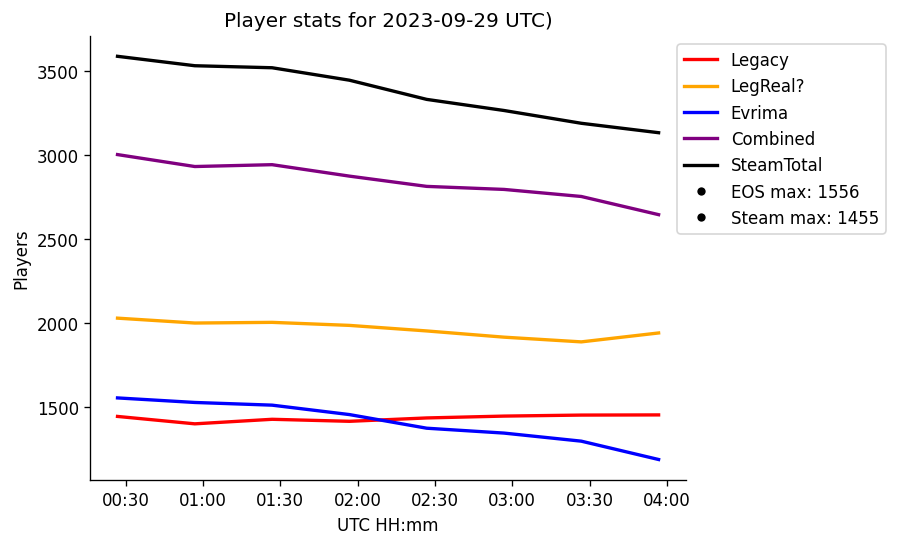 Player stats for 2023-09-29 UTC)
3500
3000
2500
2000
1500
Players
00:30 01:00 01:30 02:00 02:30 03:00 03:30 04:00
UTC HH:mm
Legacy
LegReal?
Evrima
Combined
SteamTotal
EOS max: 1556
Steam max: 1455